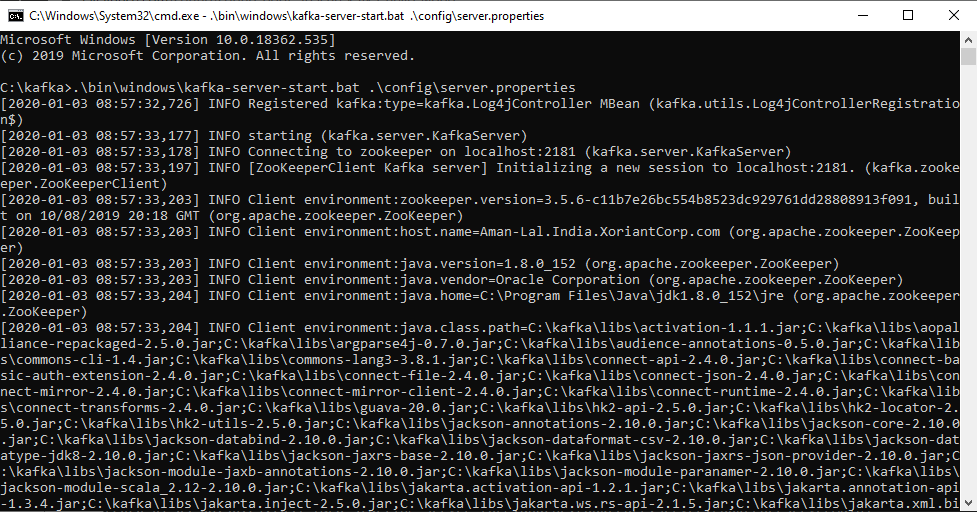 C:\Windows\System32\cmd.exe - .\bin\windows\kafka-server-start.bat .\config\server.properties
Microsoft Windows [Version 10.0.18362.535]
(c) 2019 Microsoft Corporation. All rights reserved.
C:\kafka>.\bin\windows\kafka-server-start.bat .\config\server.properties
[2020-01-03 08:57:32,726] INFO Registered kafka:type=kafka.Log4jController MBean (kafka.utils.Log4jControllerRegistratio
n$)
[2020-01-03 08:57:33,177] INFO starting (kafka.server.KafkaServer)
[2020-01-03 08:57:33,178] INFO Connecting to zookeeper on localhost:2181 (kafka.server.KafkaServer)
[2020-01-03 08:57:33,197] INFO [ZooKeeperClient Kafka server] Initializing a new session to localhost:2181. (kafka.zooke
eper.ZooKeeperClient)
[2020-01-03 08:57:33,203] INFO Client environment:zookeeper.version=3.5.6-c11b7e26bc554b8523dc929761dd28808913f091, buil
t on 10/08/2019 20:18 GMT (org.apache.zookeeper.ZooKeeper)
[2020-01-03 08:57:33,203] INFO Client environment:host.name=Aman-Lal.India.XoriantCorp.com (org.apache.zookeeper.ZooKeep
er)
[2020-01-03 08:57:33,203] INFO Client environment:java.version=1.8.0_152 (org.apache.zookeeper.ZooKeeper)
[2020-01-03 08:57:33,203] INFO Client environment:java.vendor=Oracle Corporation (org.apache.zookeeper.ZooKeeper)
[2020-01-03 08:57:33,204] INFO Client environment:java.home=C:\Program Files\Java\jdk1.8.0_152\jre (org.apache.zookeeper
.ZooKeeper)
[2020-01-03 08:57:33,204] INFO Client environment:java.class.path=C:\kafka\libs\activation-1.1.1.jar;C:\kafka\libs\aopal
liance-repackaged-2.5.0.jar;C:\kafka\libs\argparse4j-0.7.0.jar;C:\kafka\libs\audience-annotations-0.5.0.jar;C:\kafka\lib
s\commons-cli-1.4.jar;C:\kafka\libs\commons-lang3-3.8.1.jar;C:\kafka\libs\connect-api-2.4.0.jar;C:\kafka\libs\connect-ba
sic-auth-extension-2.4.0.jar;C:\kafka\libs\connect-file-2.4.0.jar;C:\kafka\libs\connect-json-2.4.0.jar;C:\kafka\libs\con
nect-mirror-2.4.0.jar;C:\kafka\libs\connect-mirror-client-2.4.0.jar;C:\kafka\libs\connect-runtime-2.4.0.jar;C:\kafka\lib
s\connect-transforms-2.4.0.jar;C:\kafka\libs\guava-20.0.jar;C:\kafka\libs\hk2-api-2.5.0.jar;C:\kafka\libs\hk2-locator-2.
5.0.jar;C:\kafka\libs\hk2-utils-2.5.0.jar;C:\kafka\libs\jackson-annotations-2.10.0.jar;C:\kafka\libs\jackson-core-2.10.0
.jar;C:\kafka\libs\jackson-databind-2.10.0.jar;C:\kafka\libs\jackson-dataformat-csv-2.10.0.jar;C:\kafka\libs\jackson-dat
atype-jdk8-2.10.0.jar;C:\kafka\libs\jackson-jaxrs-base-2.10.0.jar;C:\kafka\libs\jackson-jaxrs-json-provider-2.10.0.jar;C
:\kafka\libs\jackson-module-jaxb-annotations-2.10.0.jar;C:\kafka\libs\jackson-module-paranamer-2.10.0.jar;C:\kafka\libs\
jackson-module-scala_2.12-2.10.0.jar;C:\kafka\libs\jakarta.activation-api-1.2.1.jar;C:\kafka\libs\jakarta.annotation-api
-1.3.4.jar;C:\kafka\libs\jakarta.inject-2.5.0.jar;C:\kafka\libs\jakarta.ws.rs-api-2.1.5.jar;C:\kafka\libs\jakarta.xml.bi